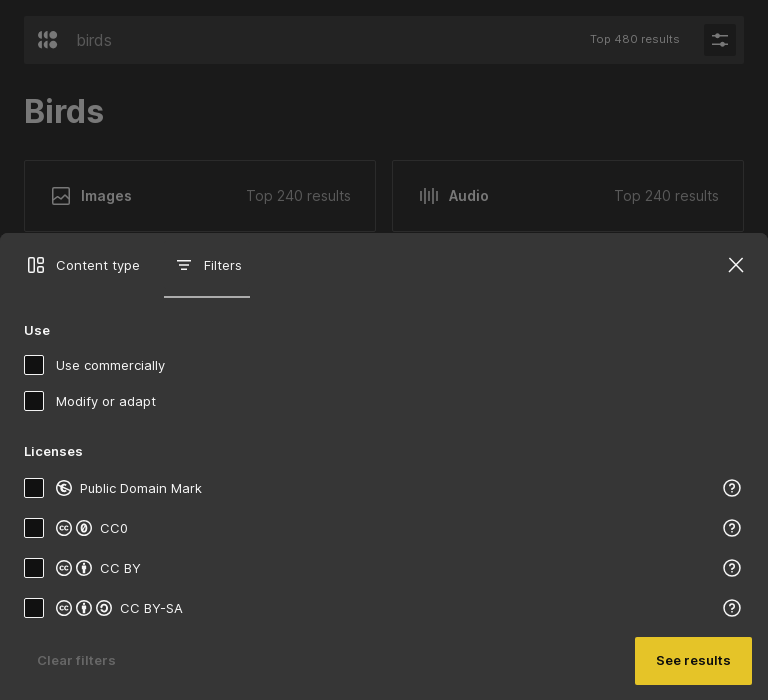 birds
Top 480 results
Birds
Images
Top 240 results
Audio
Top 240 results
Content type
Filters
Use
Use commercially
Modify or adapt
Licenses
Public Domain Mark
CC0
CC BY
CC BY-SA
Clear filters
See results